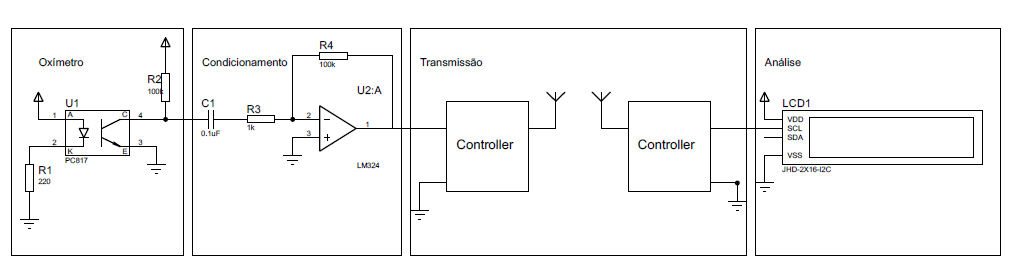 Oxímetro
R2
100k
U1
1
A
C
4
2
K
E
3
PC817
R1
220
Condicionamento
R4
100k
U2:A
C1
0.1uF
R3
1k
2
3
1
LM324
Transmissão
Controller
Controller
Análise
LCD1
VDD
SCL
SDA
VSS
JHD-2X16-I2C